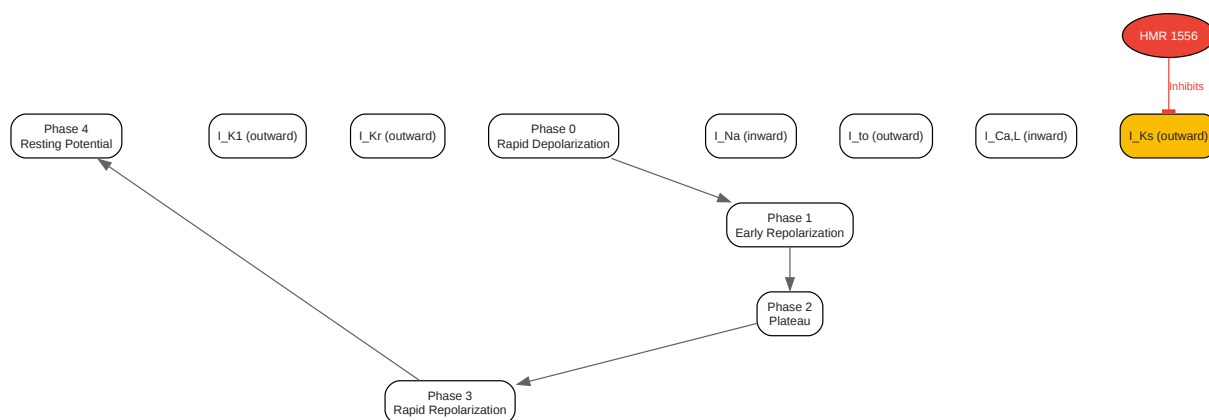 HMR 1556
Inhibits
Phase 4
Resting Potential
I_K1 (outward)
I_Kr (outward)
Phase 0
Rapid Depolarization
I_Na (inward)
I_to (outward)
I_Ca,L (inward)
I_Ks (outward)
Phase 1
Early Repolarization
Phase 2
Plateau
Phase 3
Rapid Repolarization